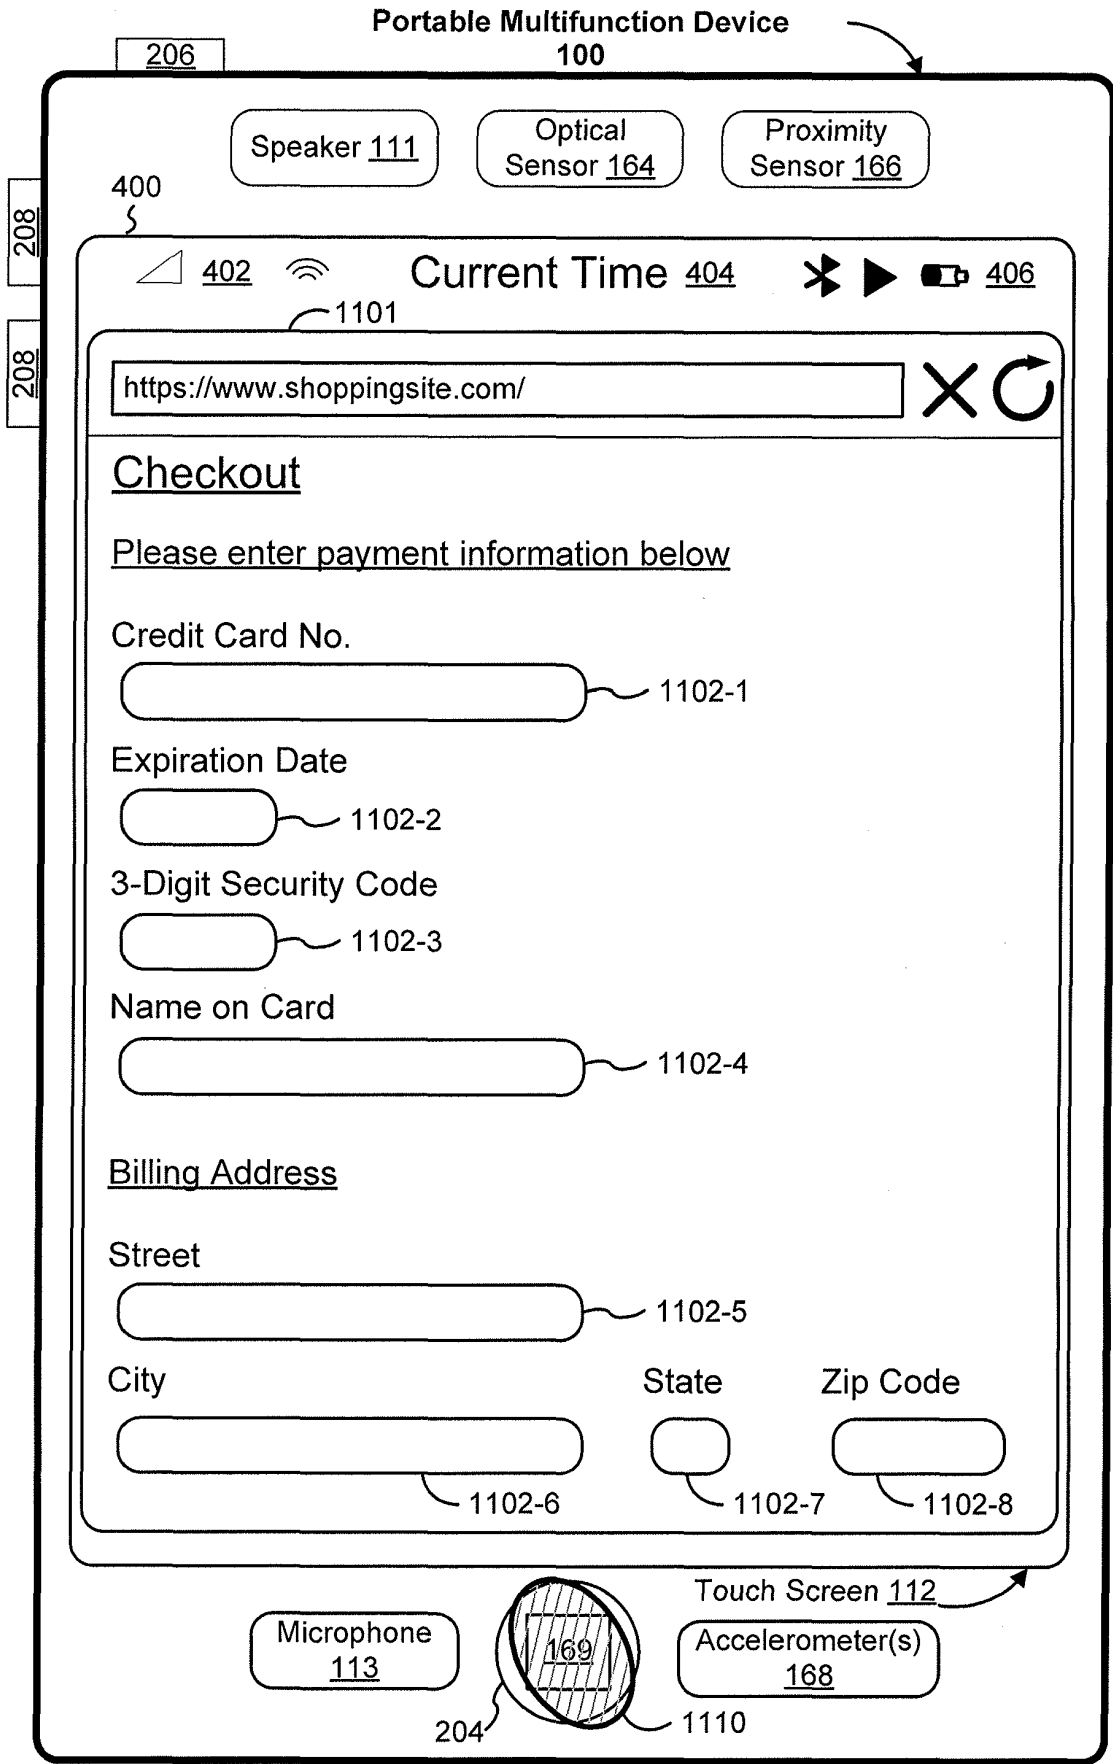 Portable Multifunction Device
100
206
Speaker 111
Optical
Sensor 164
Proximity
Sensor 166
208
400
402
Current Time 404
406
1101
208
https://www.shoppingsite.com/
Checkout
Please enter payment information below
Credit Card No.
1102-1
Expiration Date
1102-2
3-Digit Security Code
1102-3
Name on Card
1102-4
Billing Address
Street
1102-5
City
State
Zip Code
1102-6
1102-7
1102-8
Touch Screen 112
Microphone
113
169
Accelerometer(s)
168
204
1110